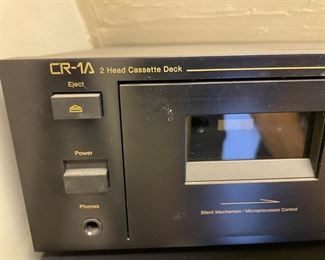 CR-1A 2 Head Cassette Deck
Eject
Power
Phones
Silent Mechanism / Microprocessor Control